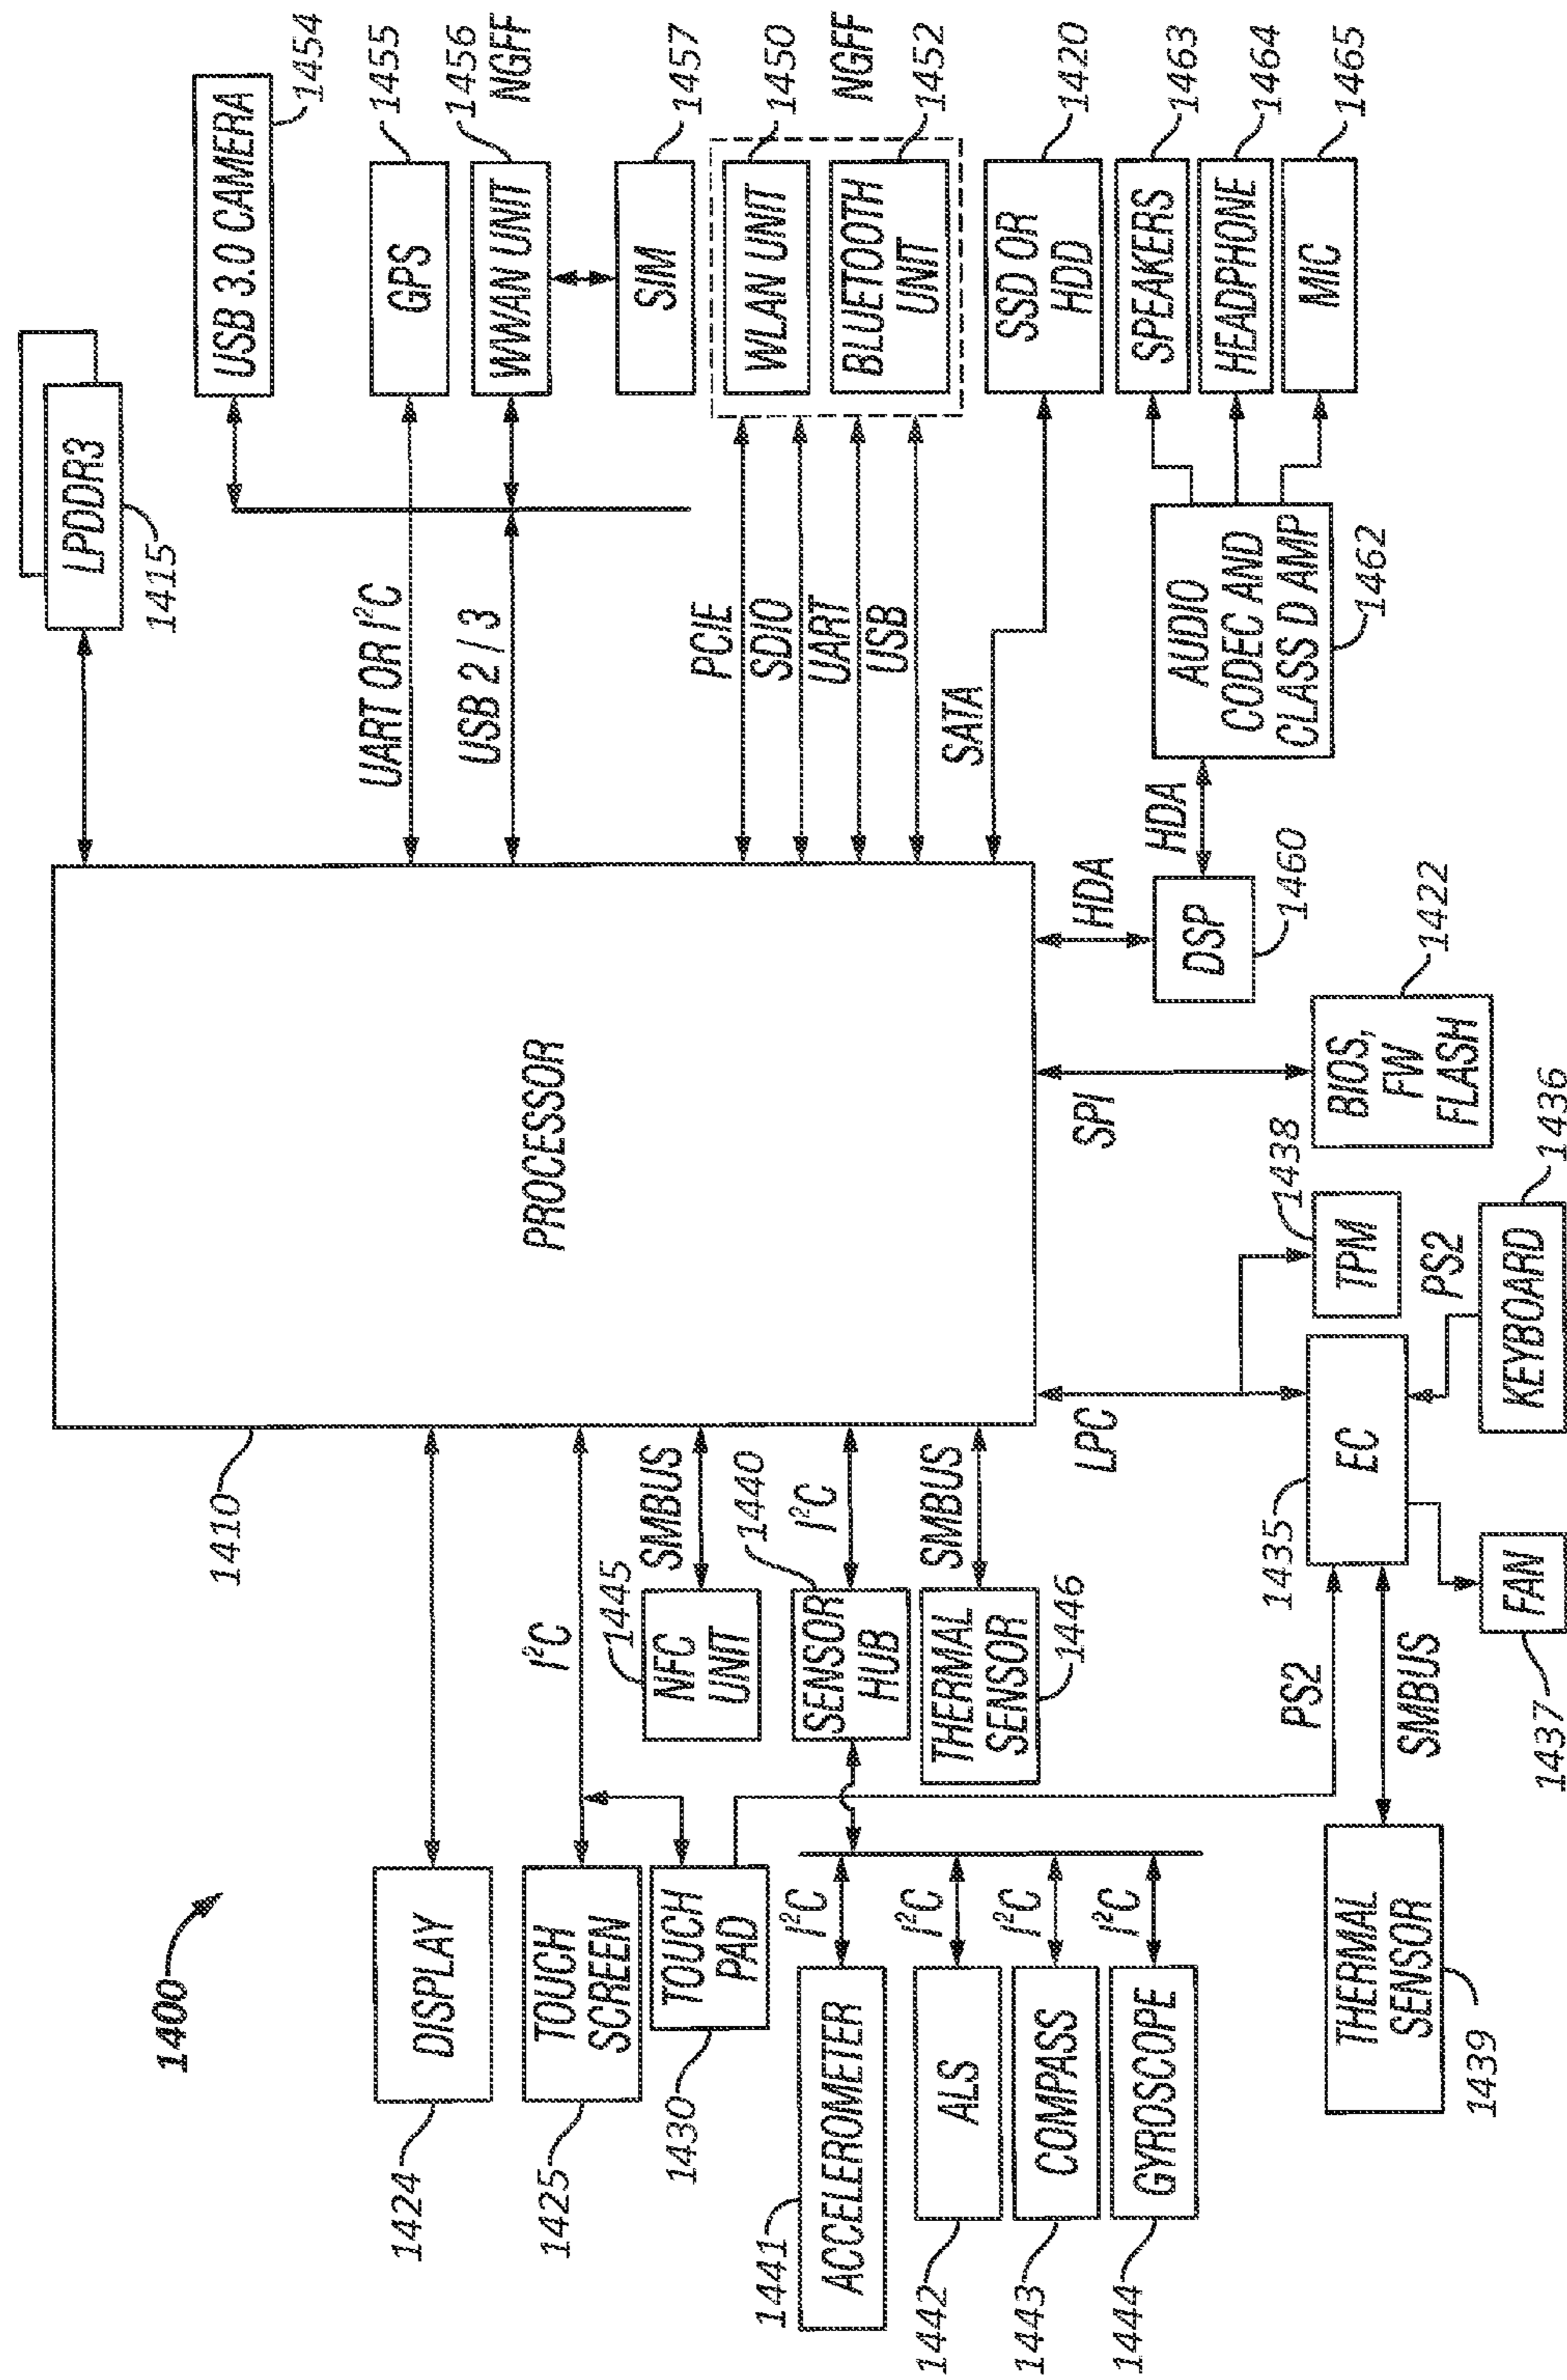 1400
LPDDR3
1415
USB 3.0 CAMERA
1454
GPS
1455
UART OR I²C
WWAN UNIT
1456
NGFF
USB 2 / 3
SIM
1457
WLAN UNIT
1450
BLUETOOTH
UNIT
NGFF
1452
PCIE
SDIO
UART
USB
SSD OR
HDD
1420
SATA
SPEAKERS
1463
HEADPHONE
1464
MIC
1465
AUDIO
CODEC AND
CLASS D AMP
1462
HDA
DSP
1460
HDA
PROCESSOR
1410
DISPLAY
1424
TOUCH
SCREEN
1425
I²C
TOUCH
PAD
1430
NFC
UNIT
1445
SMBUS
SENSOR
HUB
1440
I²C
THERMAL
SENSOR
1446
SMBUS
ACCELEROMETER
1441
I²C
ALS
1442
I²C
COMPASS
1443
I²C
GYROSCOPE
1444
I²C
THERMAL
SENSOR
1439
SMBUS
PS2
EC
1435
LPC
FAN
1437
KEYBOARD
1436
PS2
TPM
1438
SPI
BIOS,
FW
FLASH
1422